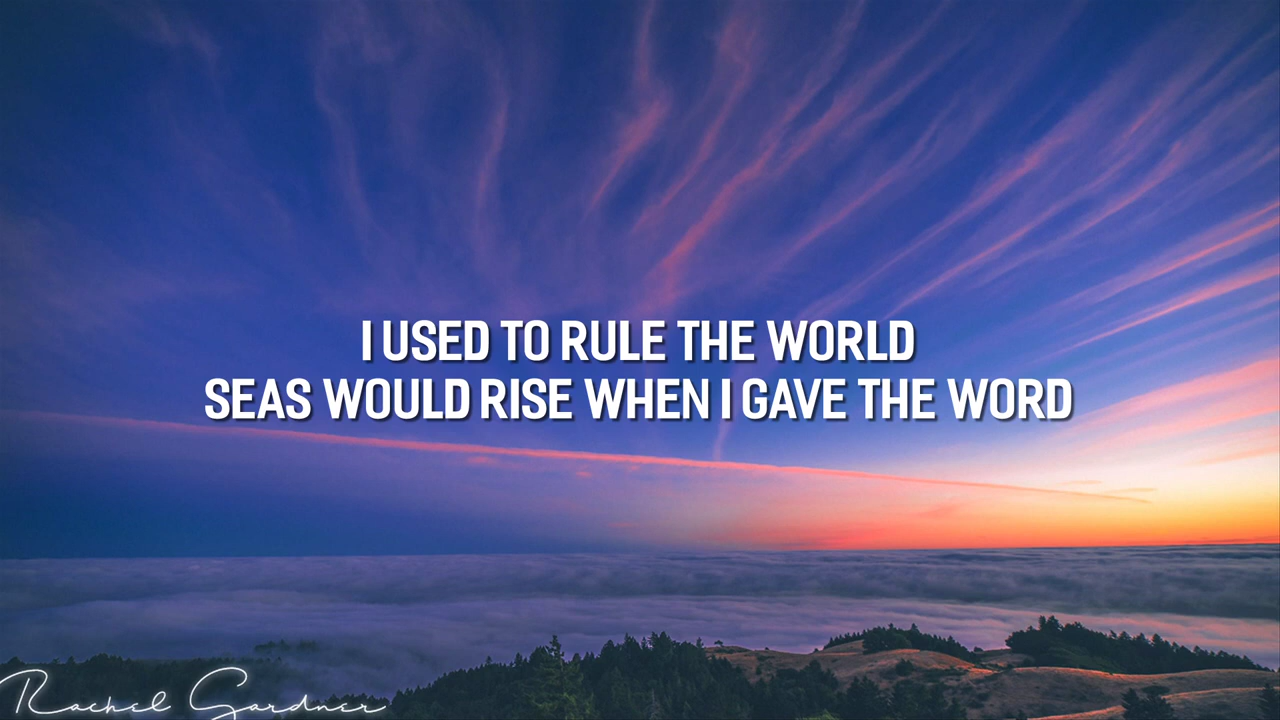 I USED TO RULE THE WORLD
SEAS WOULD RISE WHEN I GAVE THE WORD
Rachel Gardner